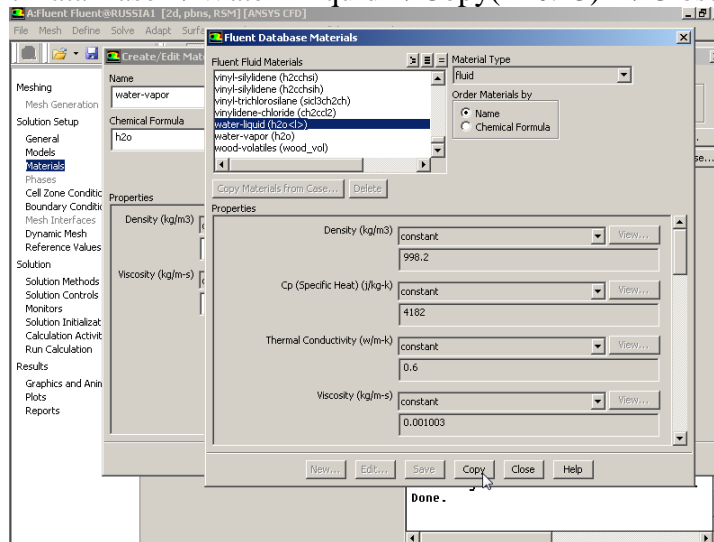 A:Fluent Fluent@RUSSIA1 [2d, pbns, RSM] [ANSYS CFD]
File Mesh Define Solve Adapt
Meshing
Mesh Generation
Solution Setup
General
Models
Materials
Phases
Cell Zone Conditic
Boundary Conditic
Mesh Interfaces
Dynamic Mesh
Reference Values
Solution
Solution Methods
Solution Controls
Monitors
Solution Initializat
Calculation Activit
Run Calculation
Results
Graphics and Anin
Plots
Reports
Create/Edit Mat
Name
water-vapor
Chemical Formula
h2o
Properties
Density (kg/m3)
Viscosity (kg/m-s)
Fluent Database Materials
Fluent Fluid Materials
vinyl-silylidene (h2cchsi)
vinyl-silylidene (h2cchsih)
vinyl-trichlorosilane (sicl3ch2ch)
vinylidene-chloride (ch2ccl2)
water-liquid (h2o<l>)
water-vapor (h2o)
wood-volatiles (wood_vol)
Material Type
fluid
Order Materials by
Name
Chemical Formula
Copy Materials from Case... Delete
Properties
Density (kg/m3) constant View...
998.2
Cp (Specific Heat) (j/kg-k) constant View...
4182
Thermal Conductivity (w/m-k) constant View...
0.6
Viscosity (kg/m-s) constant View...
0.001003
New... Edit... Save Copy Close Help
Done.